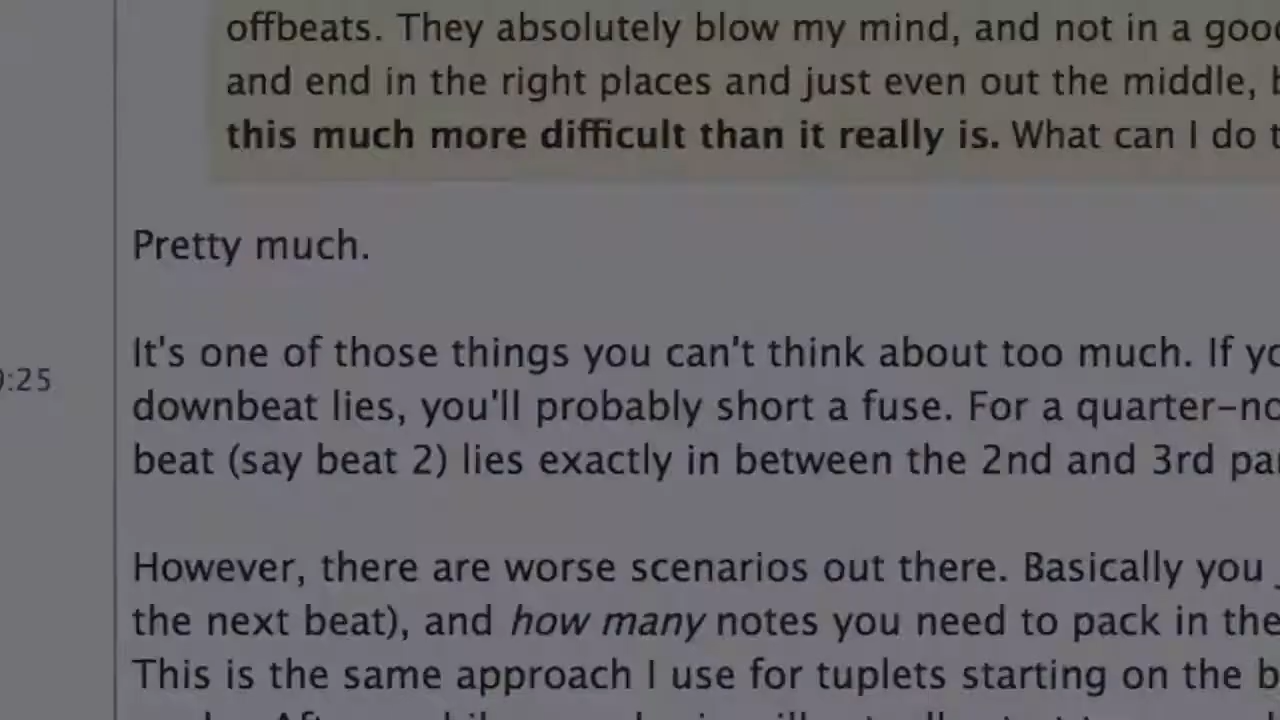 offbeats. They absolutely blow my mind, and not in a good
and end in the right places and just even out the middle,
this much more difficult than it really is. What can I do
Pretty much.
It's one of those things you can't think about too much. If
:25
downbeat lies, you'll probably short a fuse. For a
beat (say beat 2) lies exactly in between the 2nd and 3rd
However, there are worse scenarios out there. Basically you
the next beat), and how many notes you need to pack in the
This is the same approach I use for tuplets starting on the